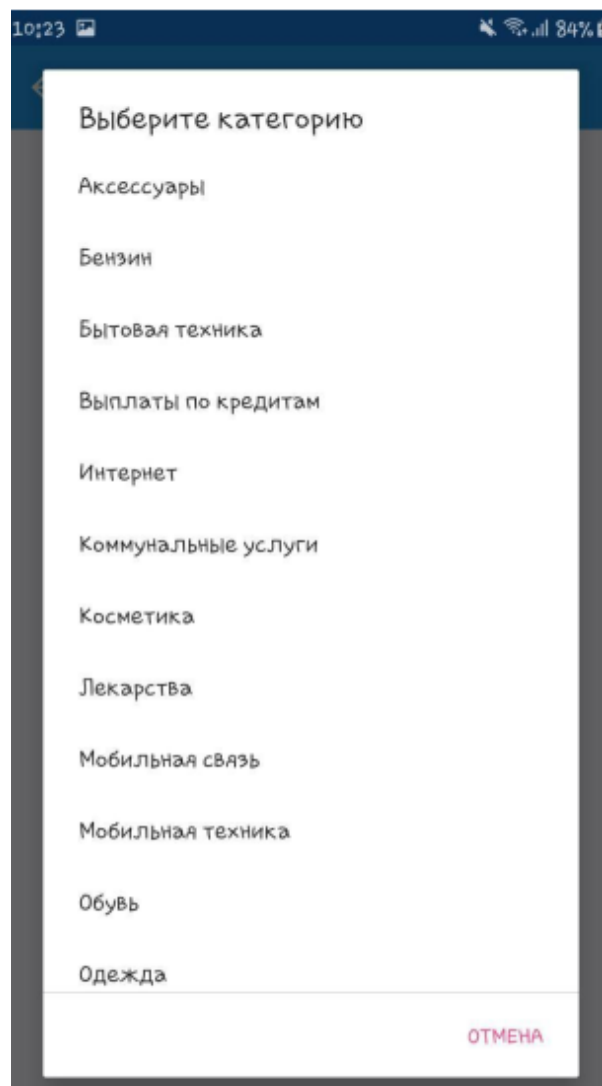 10:23
84%
Выберите категорию
Аксессуары
Бензин
Бытовая техника
Выплаты по кредитам
Интернет
Коммунальные услуги
Косметика
Лекарства
Мобильная связь
Мобильная техника
Обувь
Одежда
ОТМЕНА